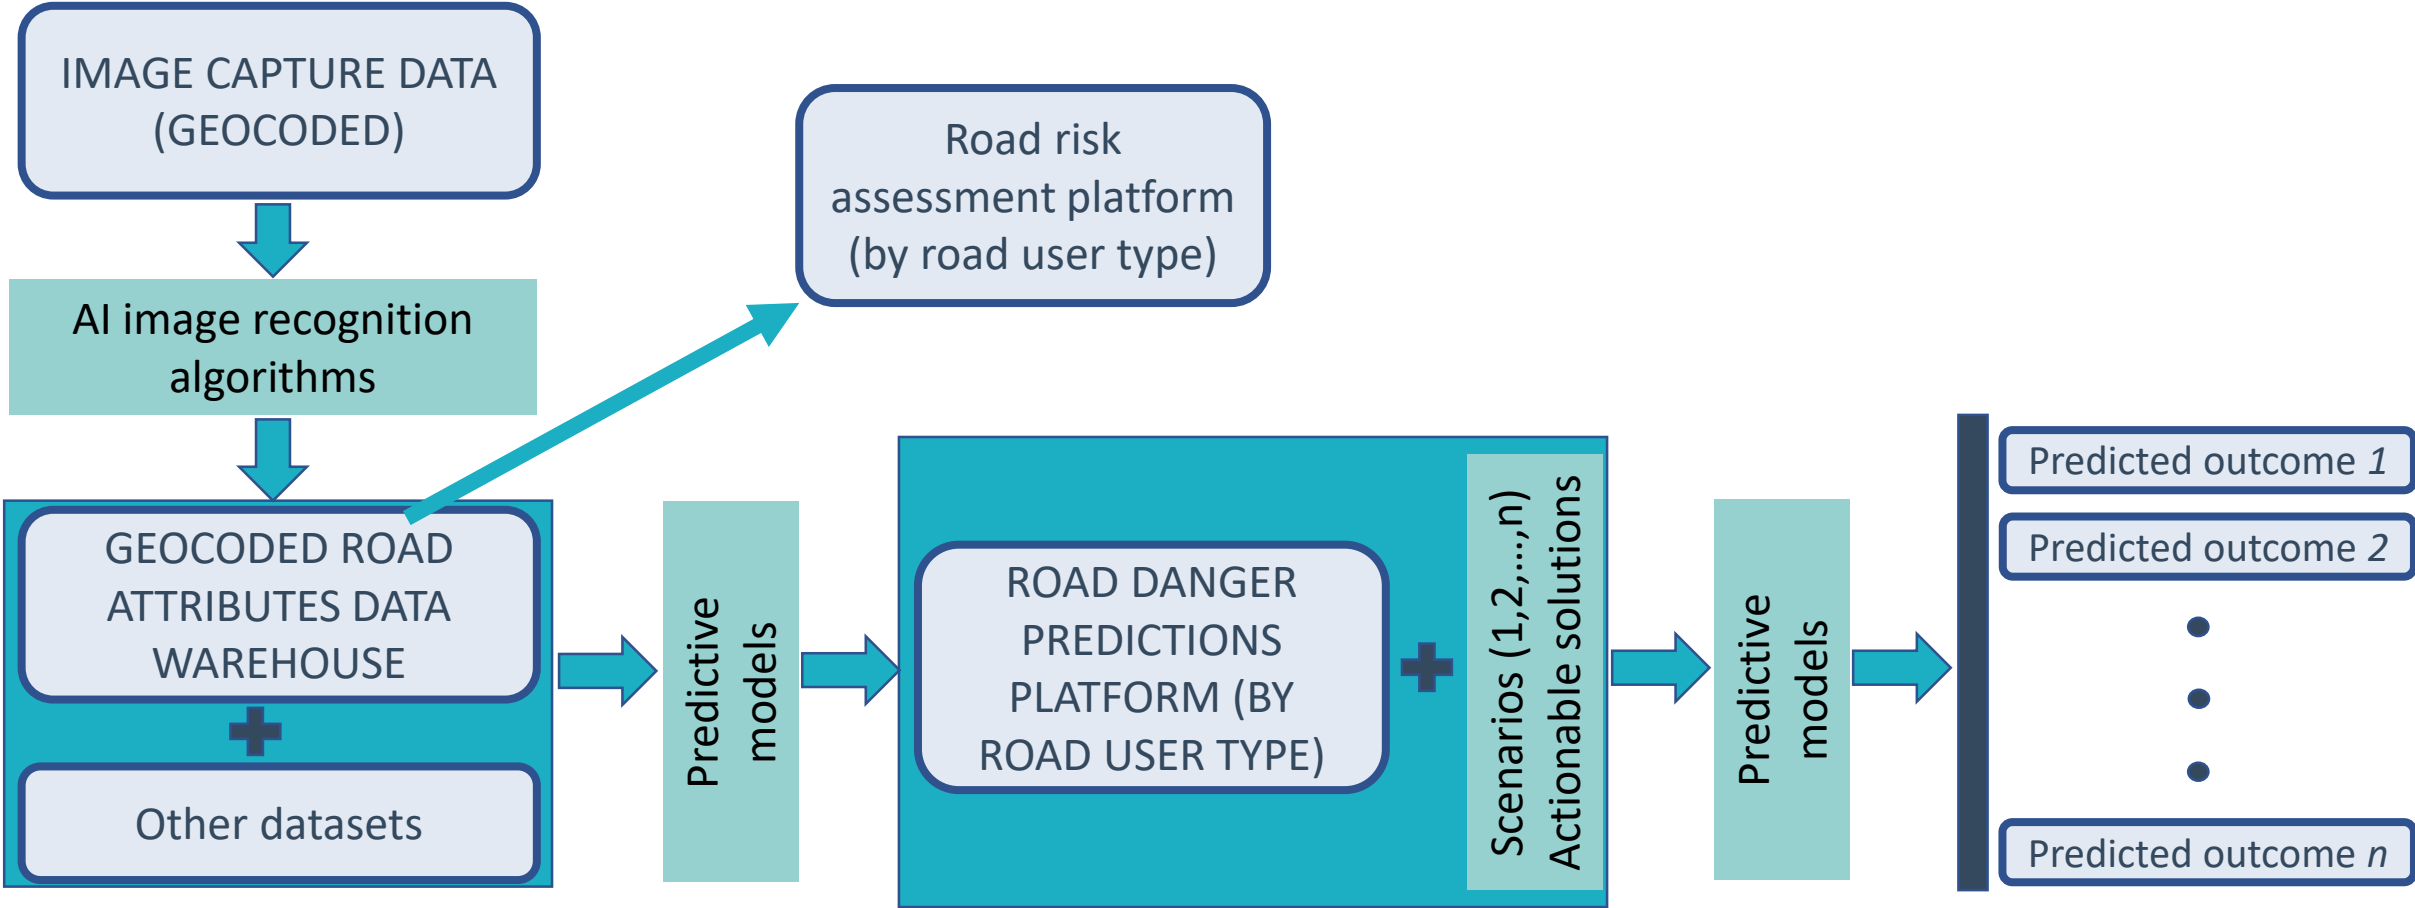 IMAGE CAPTURE DATA
(GEOCODED)
AI image recognition
algorithms
Road risk
assessment platform
(by road user type)
GEOCODED ROAD
ATTRIBUTES DATA
WAREHOUSE
Other datasets
Predictive
models
ROAD DANGER
PREDICTIONS
PLATFORM (BY
ROAD USER TYPE)
Scenarios (1,2,….,n)
Actionable solutions
Predictive
models
Predicted outcome 1
Predicted outcome 2
Predicted outcome n